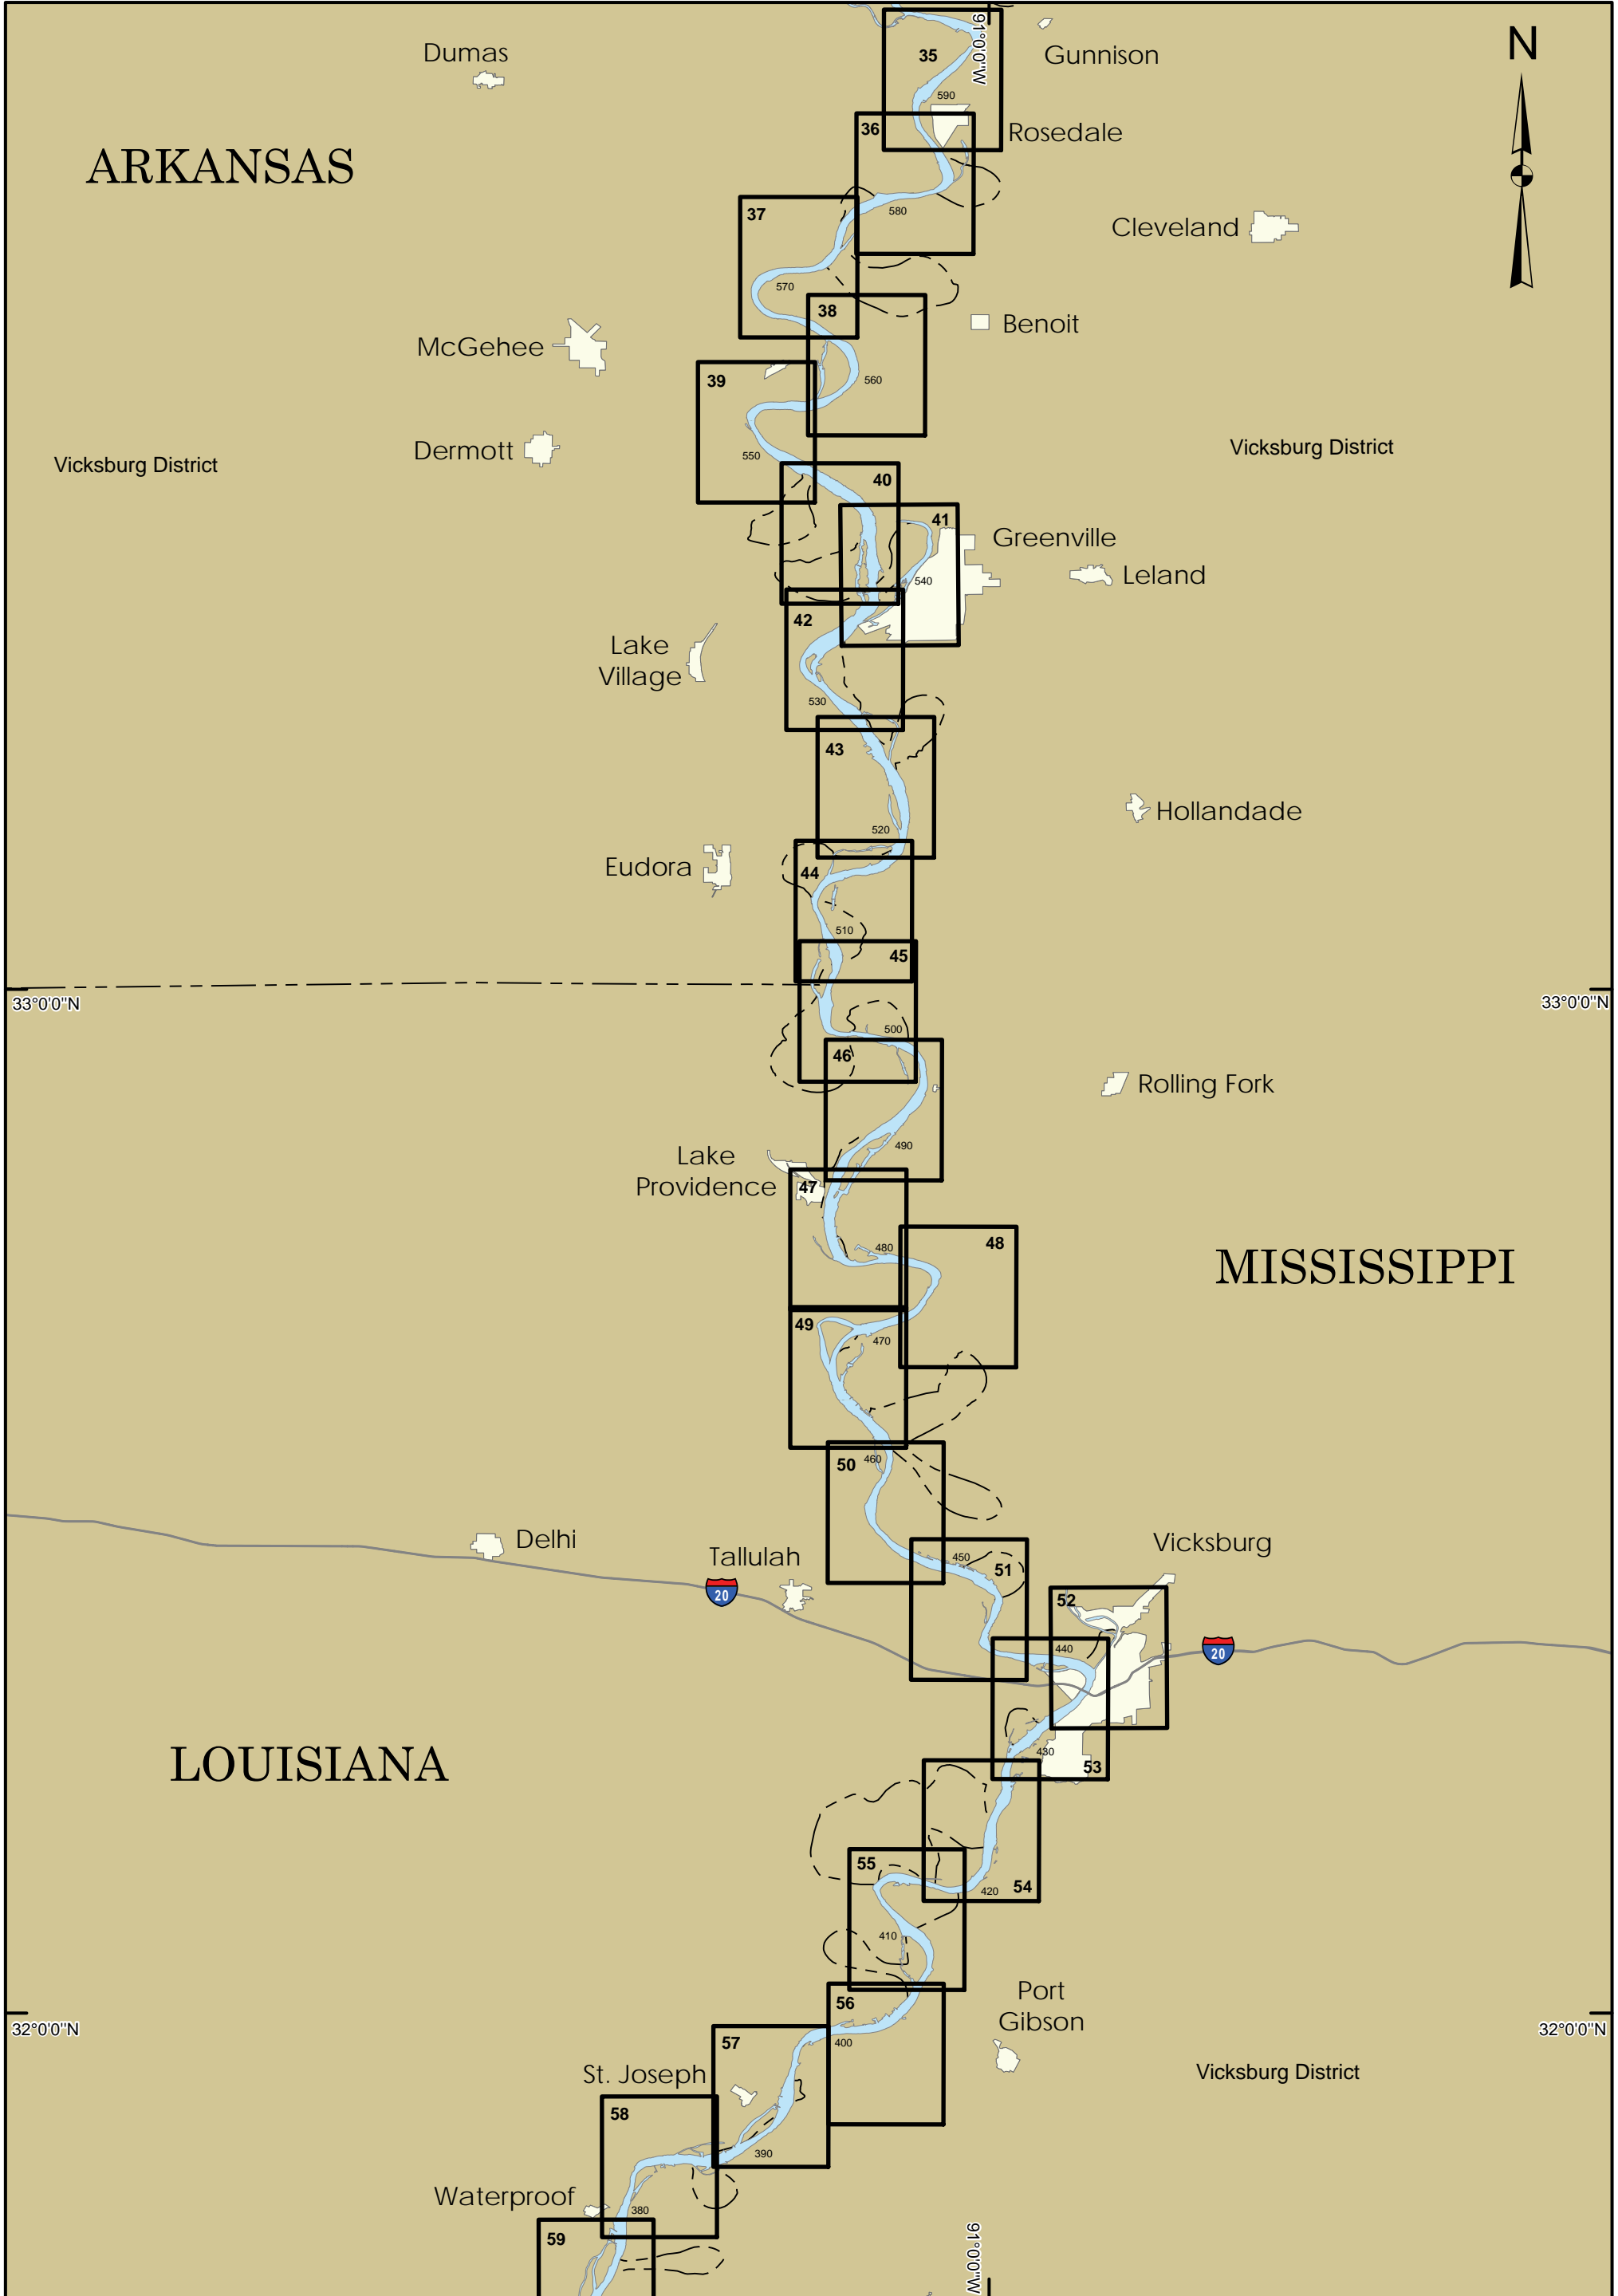 91°0'0"W
35
Gunnison
N
Dumas
590
36
Rosedale
ARKANSAS
580
37
Cleveland
570
38
Benoit
McGehee
560
39
Dermott
550
Vicksburg District
Vicksburg District
40
41
Greenville
540
Leland
42
Lake
Village
530
43
Hollandade
520
Eudora
44
510
45
33°0'0"N
33°0'0"N
500
46
Rolling Fork
490
Lake
Providence
47
480
48
MISSISSIPPI
49
470
460
50
Delhi
Tallulah
450
51
Vicksburg
20
52
440
20
LOUISIANA
430
53
55
54
420
410
Port
Gibson
56
32°0'0"N
32°0'0"N
400
57
St. Joseph
Vicksburg District
58
390
Waterproof
380
59
91°0'0"W